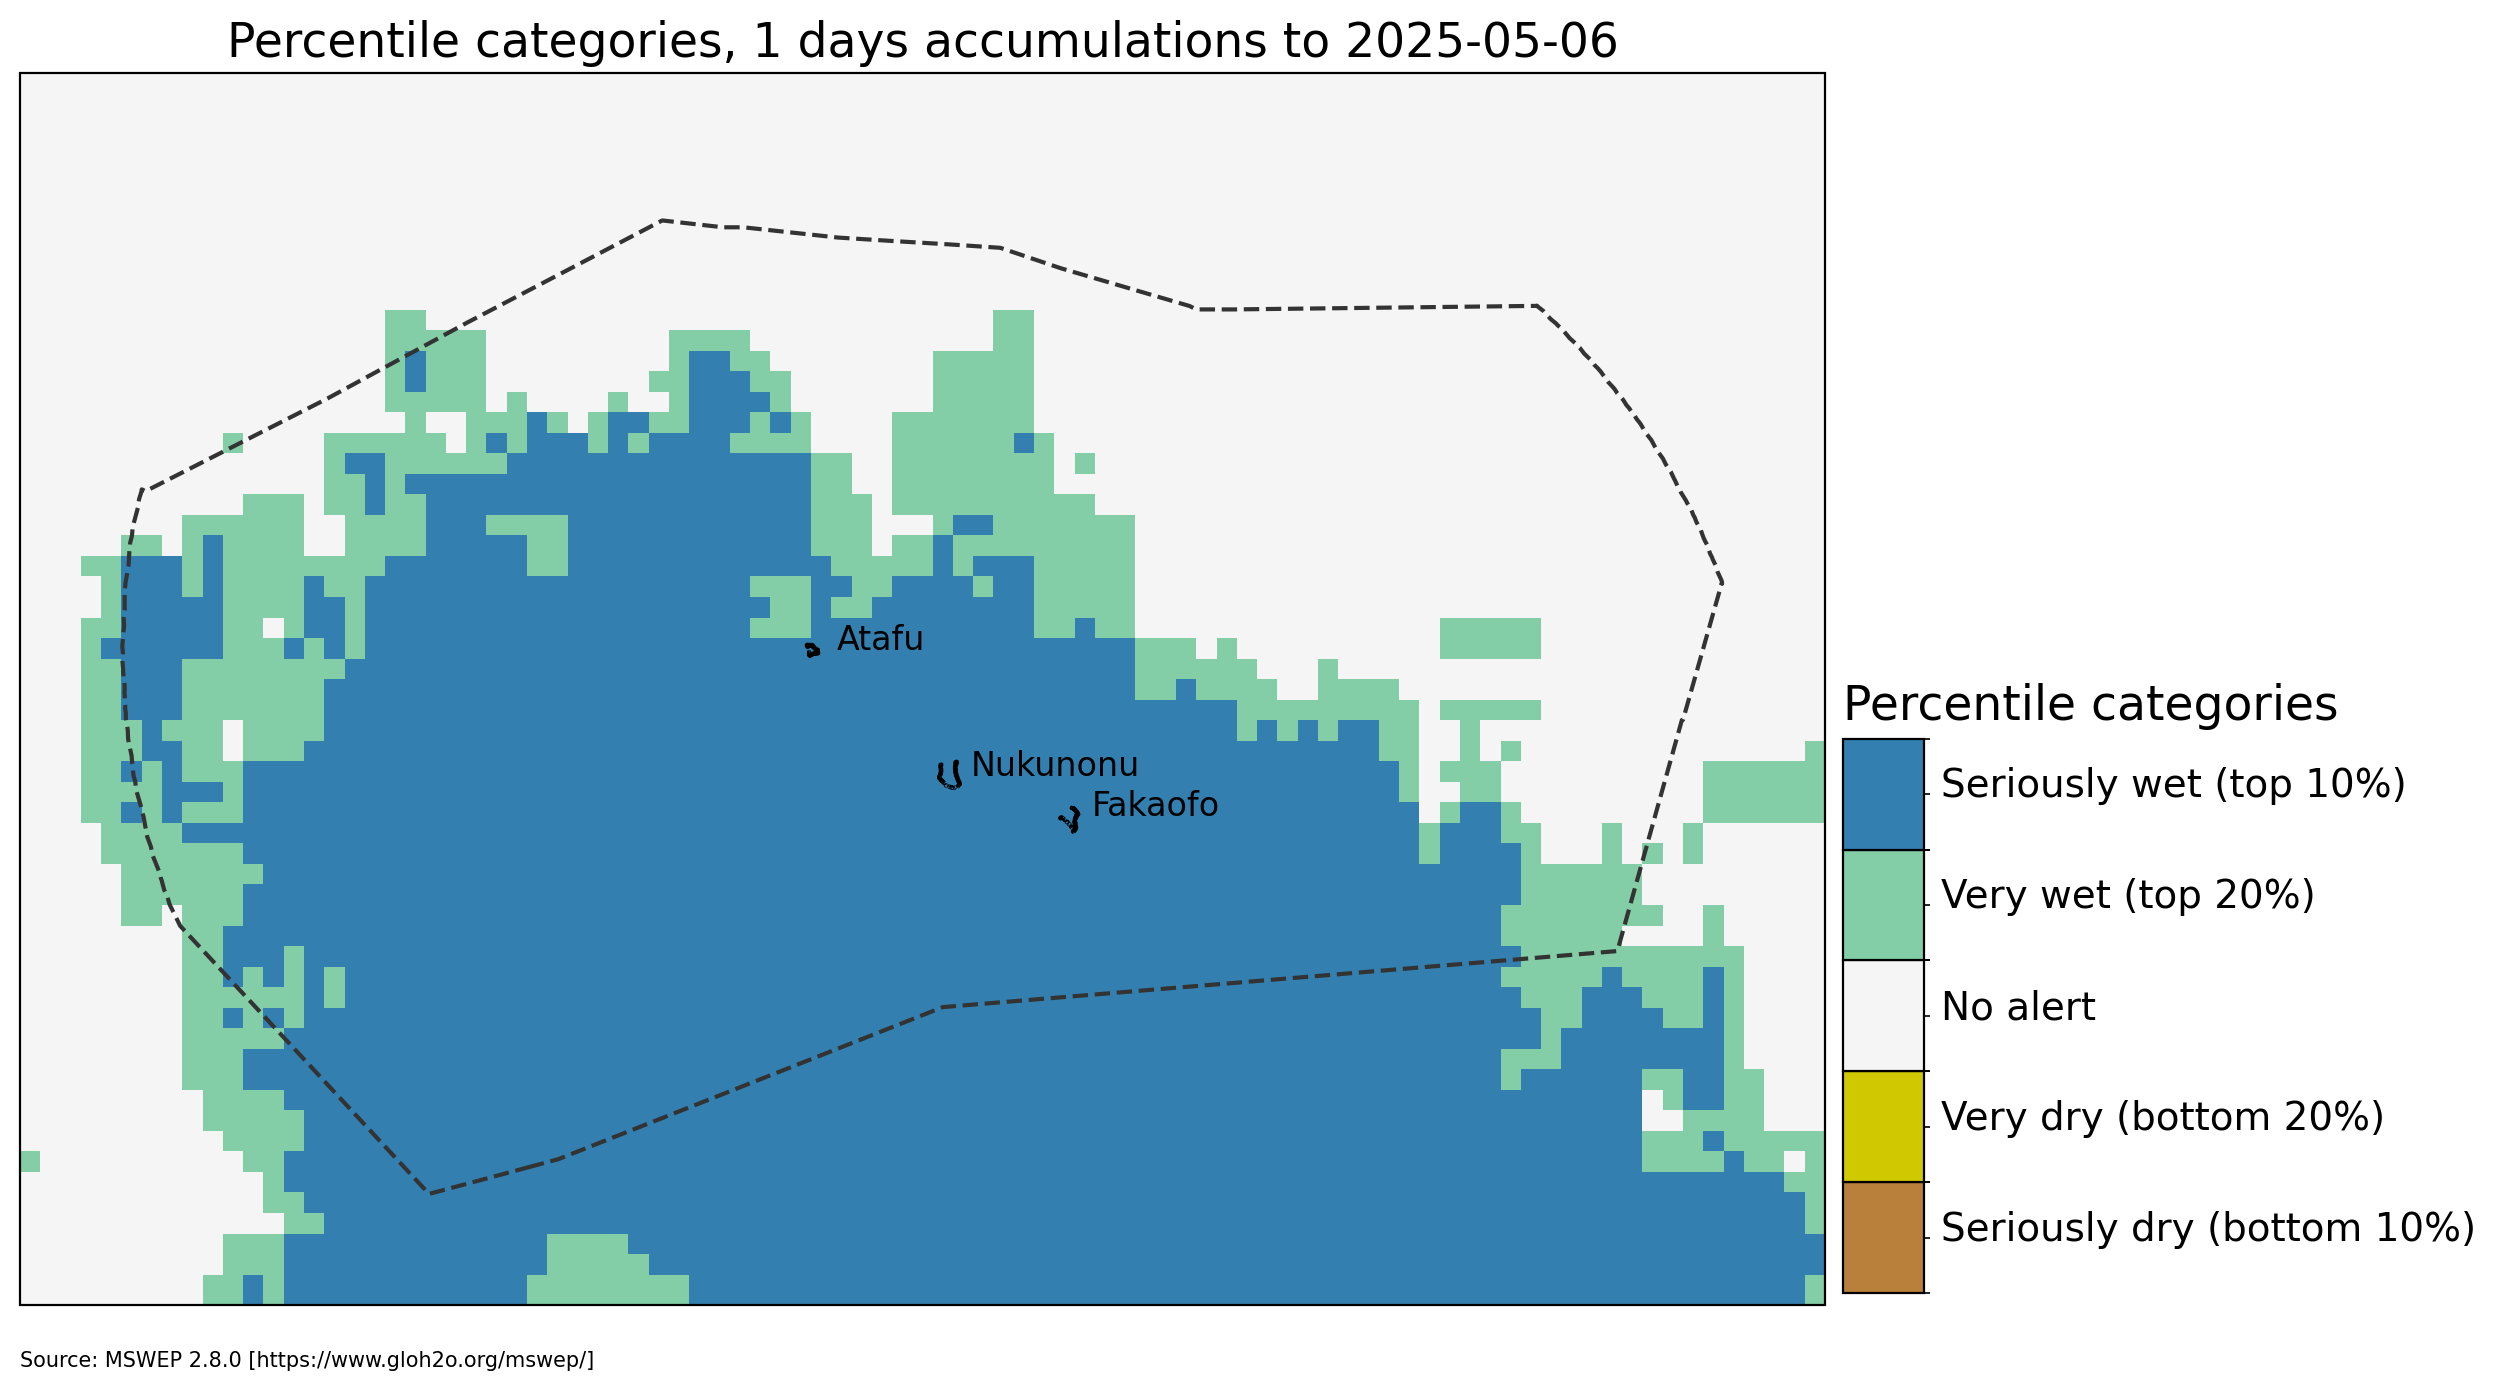 Percentile categories, 1 days accumulations to 2025-05-06
Atafu
Nukunonu
Fakaofo
Percentile categories
Seriously wet (top 10%)
Very wet (top 20%)
No alert
Very dry (bottom 20%)
Seriously dry (bottom 10%)
Source: MSWEP 2.8.0 [https://www.gloh2o.org/mswep/]